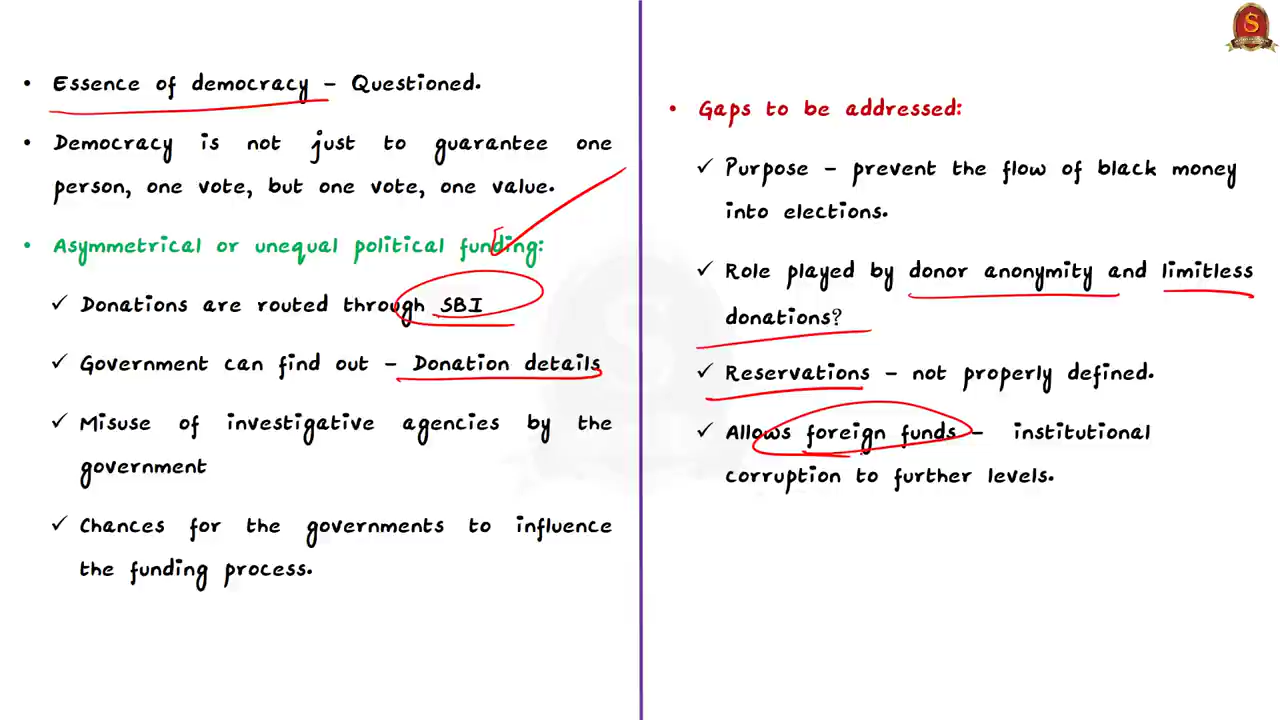 • Essence of democracy – Questioned.
• Democracy is not just to guarantee one
person, one vote, but one vote, one value.
• Asymmetrical or unequal political funding:
✓ Donations are routed through SBI
✓ Government can find out – Donation details
✓ Misuse of investigative agencies by the
government
✓ Chances for the governments to influence
the funding process.
• Gaps to be addressed:
✓ Purpose – prevent the flow of black money
into elections.
✓ Role played by donor anonymity and limitless
donations?
✓ Reservations – not properly defined.
✓ Allows foreign funds – institutional
corruption to further levels.
S